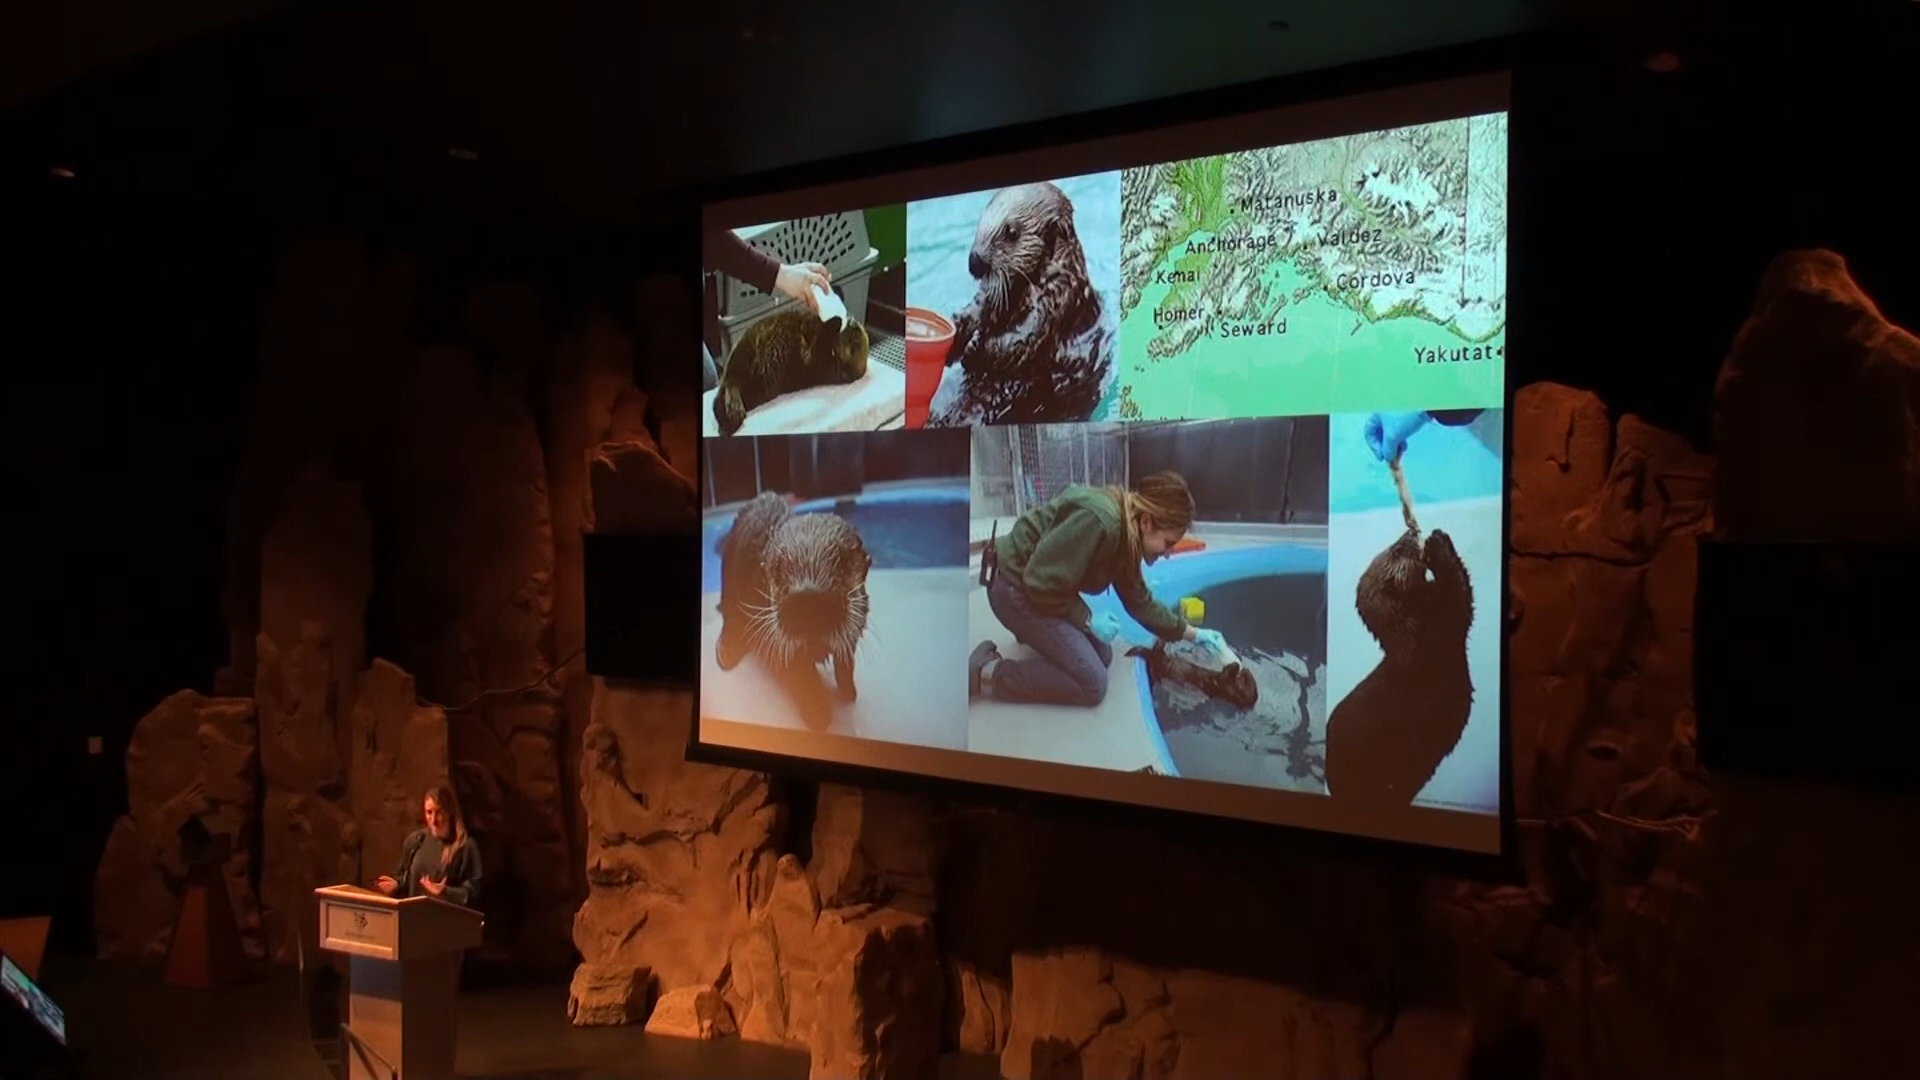 Matanuska
Anchorage
Valdez
Kenai
Cordova
Homer
Seward
Yakutat